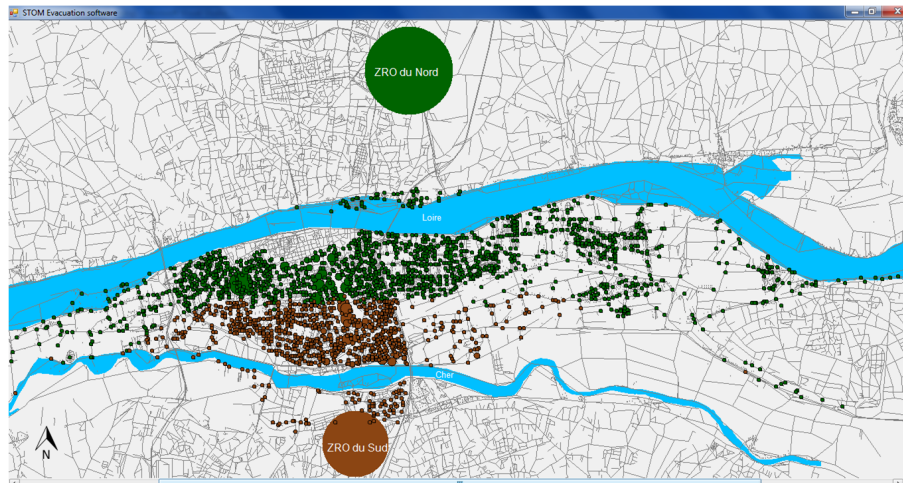 STOM Evacuation software
ZRO du Nord
Loire
Cher
ZRO du Sud
N